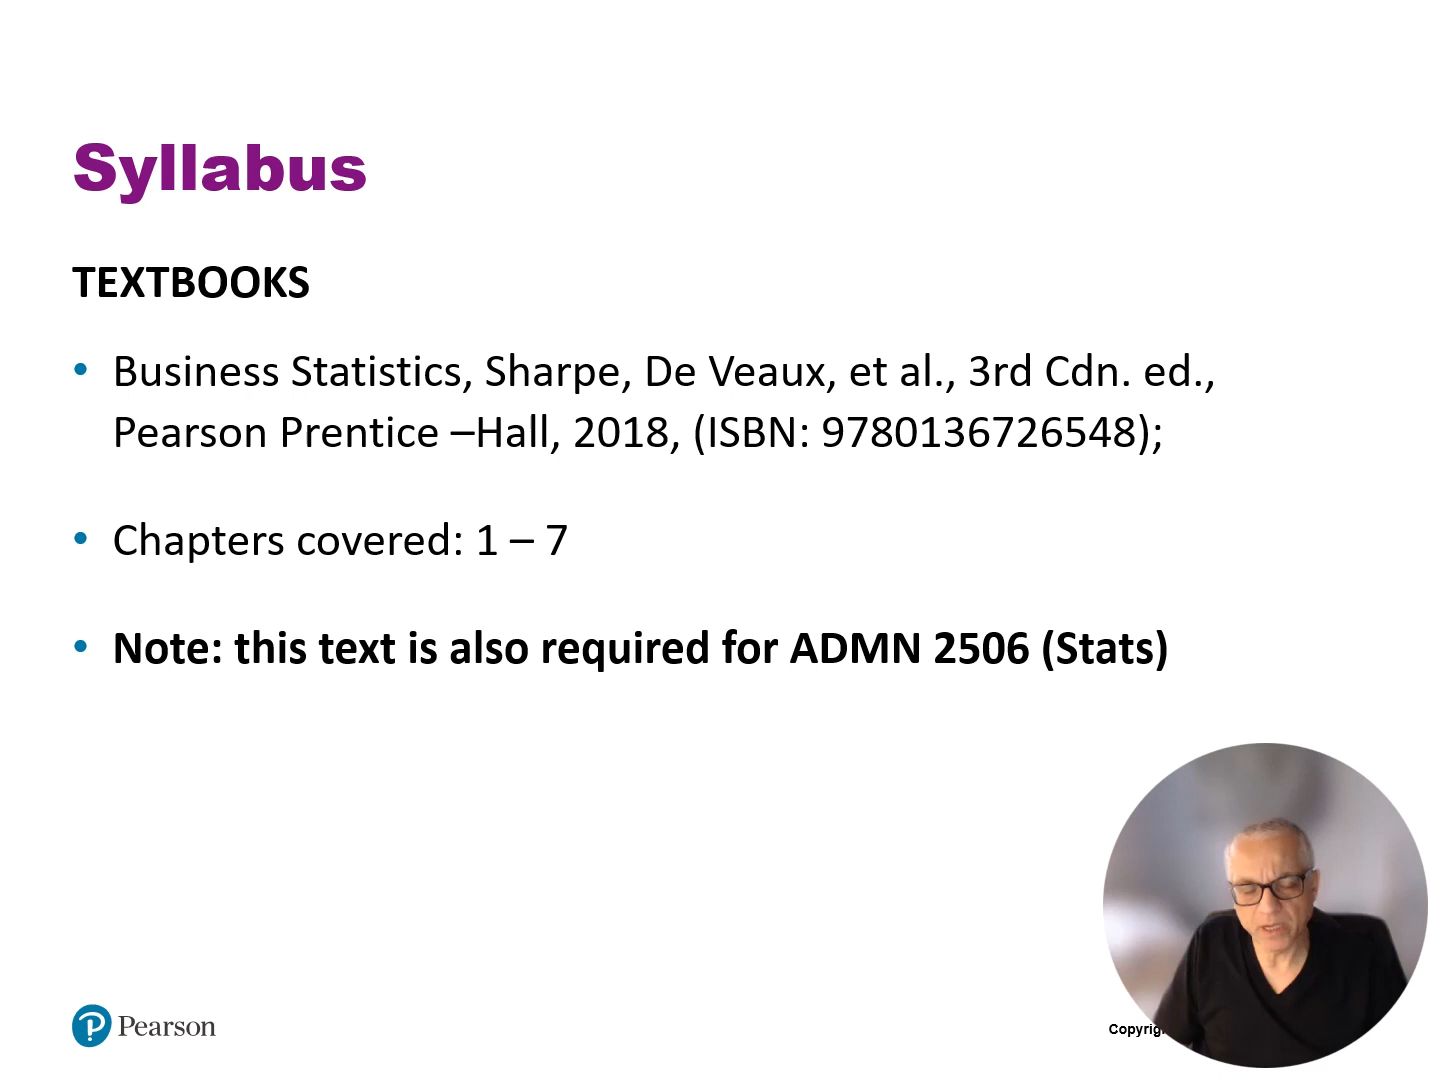 Syllabus
TEXTBOOKS
• Business Statistics, Sharpe, De Veaux, et al., 3rd Cdn. ed.,
Pearson Prentice –Hall, 2018, (ISBN: 9780136726548);
• Chapters covered: 1 – 7
• Note: this text is also required for ADMN 2506 (Stats)
Pearson